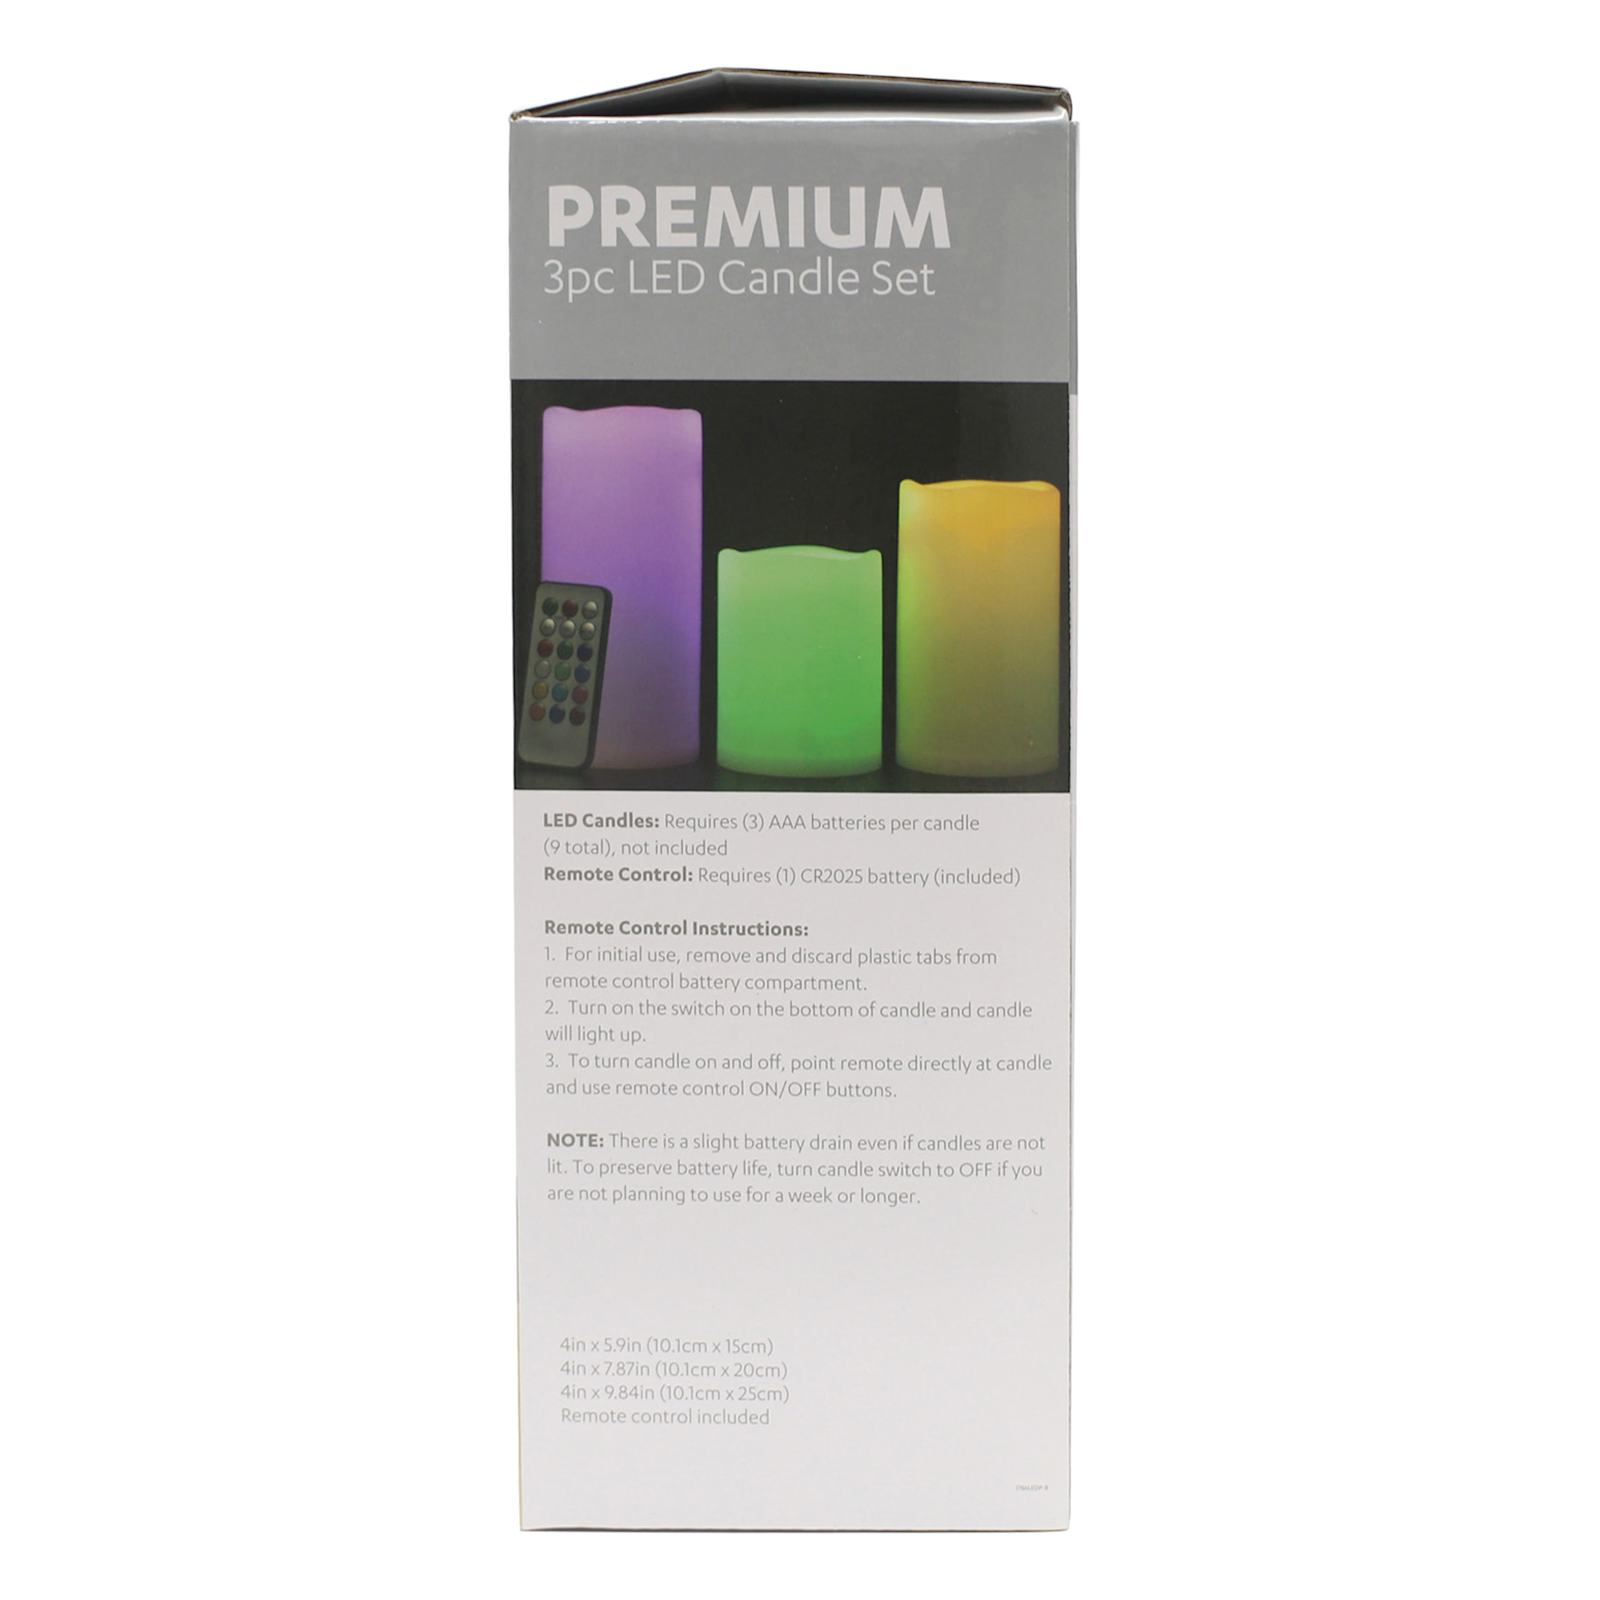 PREMIUM
3pc LED Candle Set
LED Candles: Requires (3) AAA batteries per candle
(9 total), not included
Remote Control: Requires (1) CR2025 battery (included)
Remote Control Instructions:
1. For initial use, remove and discard plastic tabs from
remote control battery compartment.
2. Turn on the switch on the bottom of candle and candle
will light up.
3. To turn candle on and off, point remote directly at candle
and use remote control ON/OFF buttons.
NOTE: There is a slight battery drain even if candles are not
lit. To preserve battery life, turn candle switch to OFF if you
are not planning to use for a week or longer.
4in x 5.9in (10.1cm x 15cm)
4in x 7.87in (10.1cm x 20cm)
4in x 9.84in (10.1cm x 25cm)
Remote control included